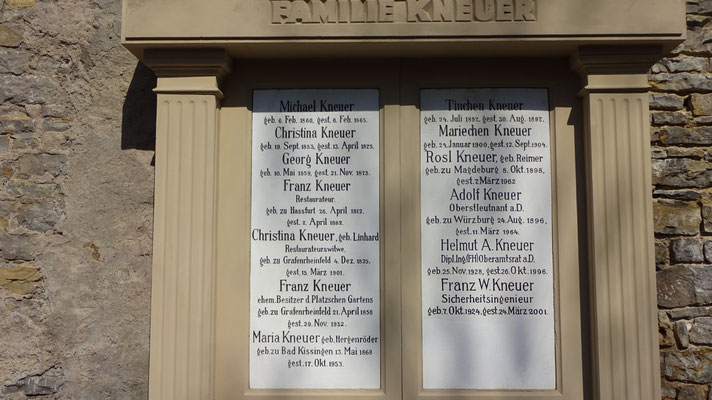 FAMILIE KNEUER
Michael Kneuer
geb. 6. Feb. 1860, gest. 6. Feb. 1865.
Christina Kneuer
geb. 19. Sept. 1853, gest. 13. April 1875.
Georg Kneuer
geb. 10. Mai 1859, gest. 21. Nov. 1875.
Franz Kneuer
Restaurateur.
geb. zu Hassfurt 26. April 1812.
gest. 2. April 1882.
Christina Kneuer, geb. Linhard
Restaurateurswitwe,
geb. zu Grafenrheinfeld 4. Dez. 1825,
gest. 15. März 1901.
Franz Kneuer
ehem. Besitzer d. Platzschen Gartens
geb. zu Grafenrheinfeld 21. April 1856
gest. 29. Nov. 1932.
Maria Kneuer geb. Hergenröder
geb. zu Bad Kissingen 13. Mai 1868
gest. 17. Okt. 1953.
Tinchen Kneuer
geb. 24. Juli 1892, gest. 30. Aug. 1892,
Mariechen Kneuer
geb. 24. Januar 1900, gest. 12. Sept. 1904.
Rosl Kneuer, geb. Reimer
geb. zu Magdeburg 8. Okt. 1898,
gest. 2. März 1962
Adolf Kneuer
Oberstleutnant a.D.
geb. zu Würzburg 24. Aug. 1896,
gest. 11. März 1964.
Helmut A. Kneuer
Dipl.Ing.(FH) Oberamtsrat a.D.
geb. 25. Nov. 1928, gest. 26. Okt. 1996.
Franz W. Kneuer
Sicherheitsingenieur
geb. 7. Okt. 1924, gest. 24. März 2001.